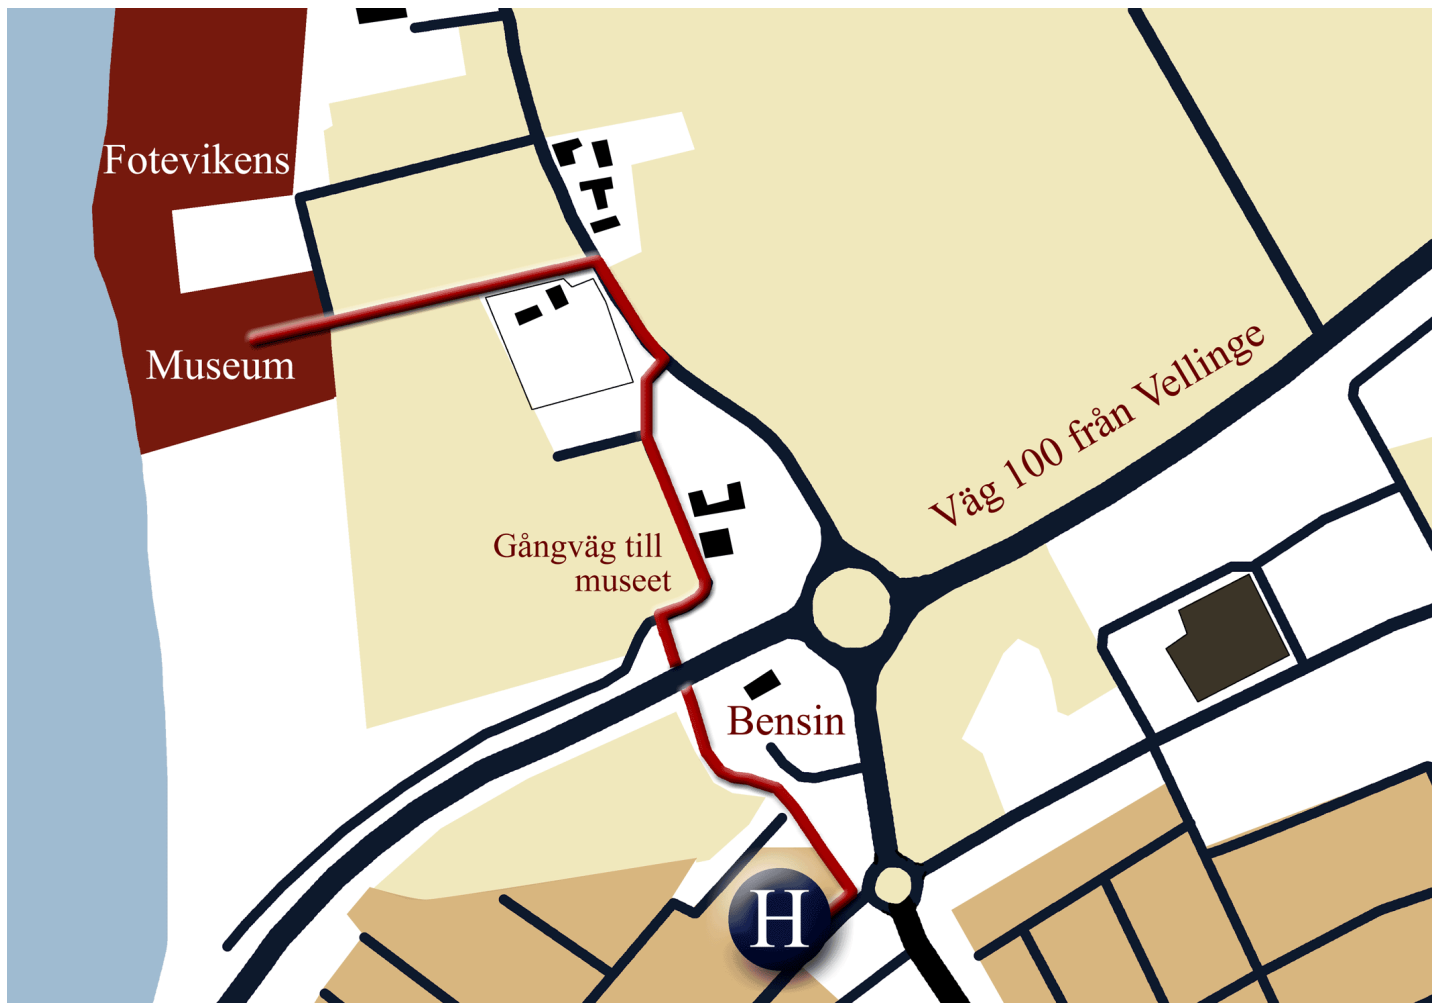 Fotevikens
Museum
Väg 100 från Vellinge
Gångväg till
museet
Bensin
H